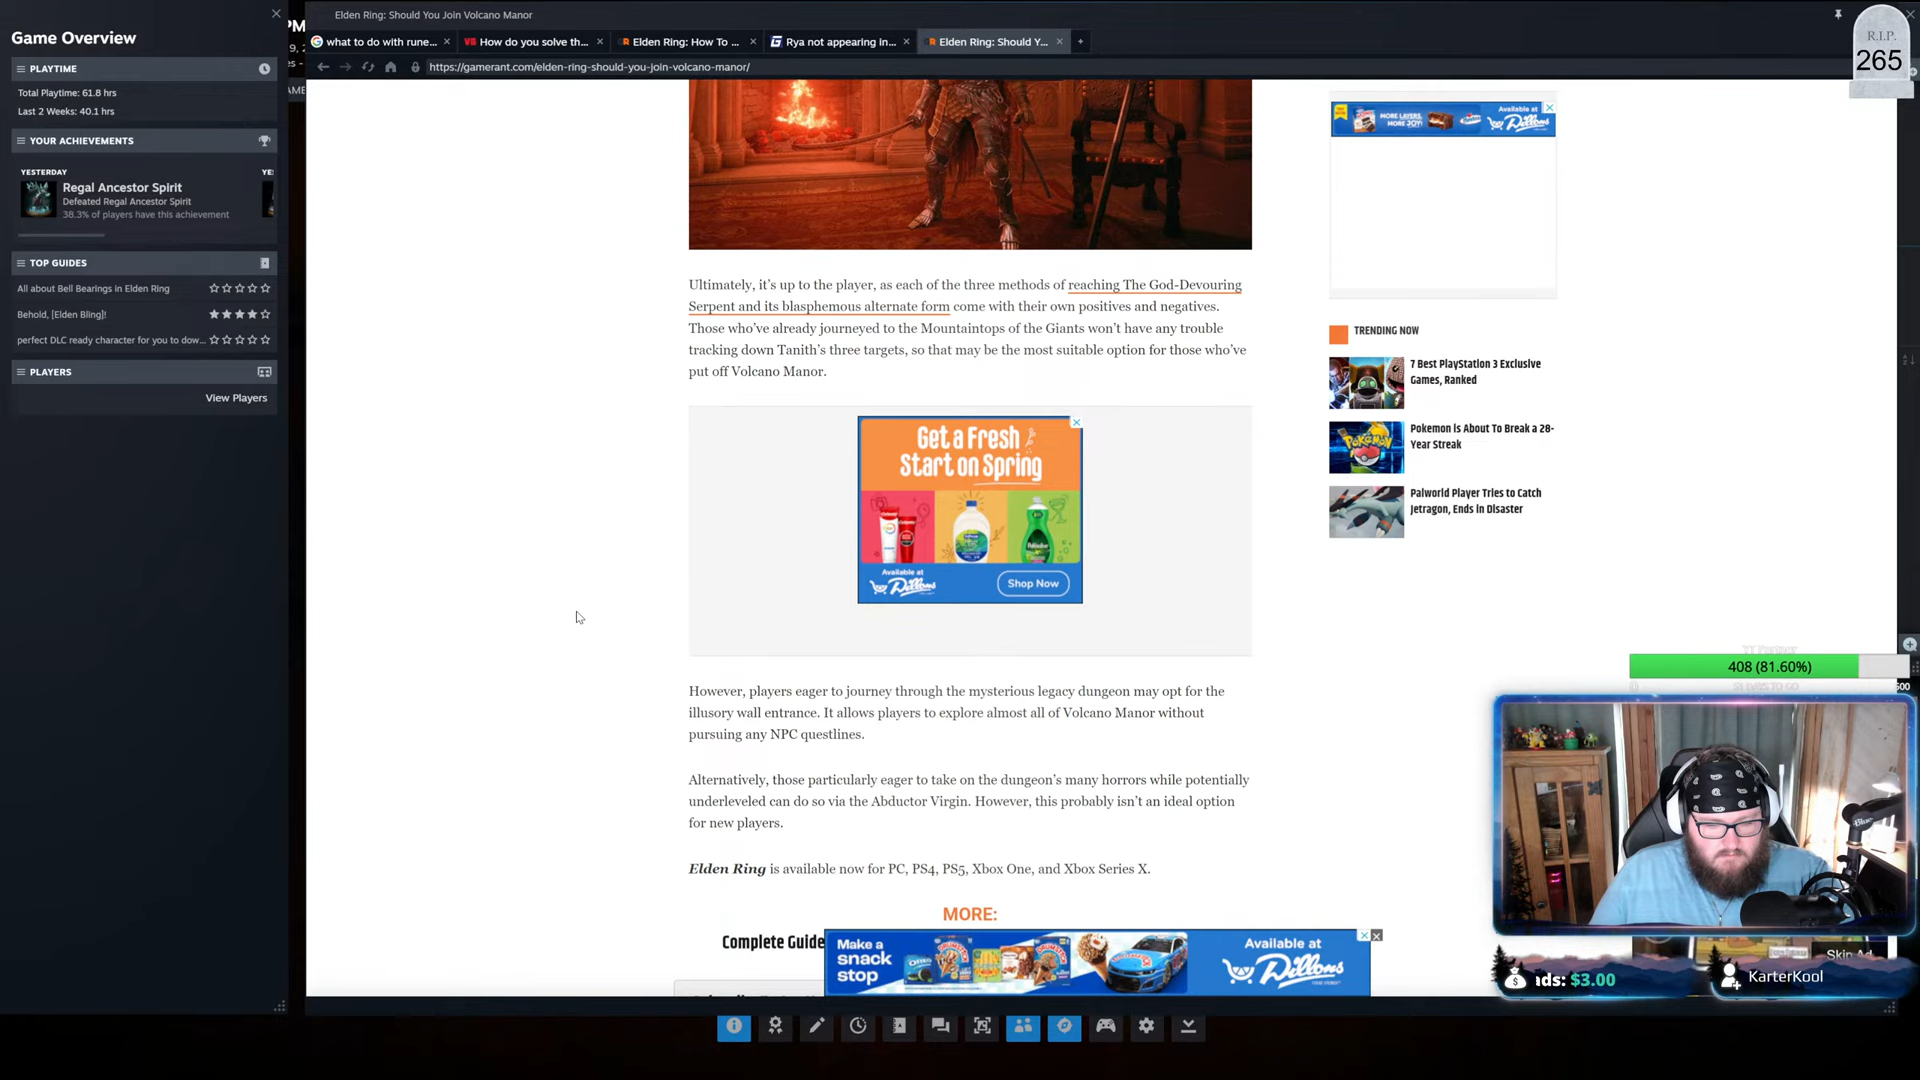 Elden Ring: Should You Join Volcano Manor
what to do with rune...
How do you solve th...
Elden Ring: How To ...
Rya not appearing in...
Elden Ring: Should Y...
https://gamerant.com/elden-ring-should-you-join-volcano-manor/
R.I.P.
265
Game Overview
PLAYTIME
Total Playtime: 61.8 hrs
Last 2 Weeks: 40.1 hrs
YOUR ACHIEVEMENTS
YESTERDAY
YE
Regal Ancestor Spirit
Defeated Regal Ancestor Spirit
38.3% of players have this achievement
TOP GUIDES
All about Bell Bearings in Elden Ring
Behold, [Elden Bling]!
perfect DLC ready character for you to dow...
PLAYERS
View Players
Ultimately, it's up to the player, as each of the three methods of reaching The God-Devouring
Serpent and its blasphemous alternate form come with their own positives and negatives.
Those who've already journeyed to the Mountaintops of the Giants won't have any trouble
tracking down Tanith's three targets, so that may be the most suitable option for those who've
put off Volcano Manor.
Get a Fresh
Start on Spring
Available at
Dillons
Shop Now
However, players eager to journey through the mysterious legacy dungeon may opt for the
illusory wall entrance. It allows players to explore almost all of Volcano Manor without
pursuing any NPC questlines.
Alternatively, those particularly eager to take on the dungeon's many horrors while potentially
underleveled can do so via the Abductor Virgin. However, this probably isn't an ideal option
for new players.
Elden Ring is available now for PC, PS4, PS5, Xbox One, and Xbox Series X.
MORE:
Complete Guide
Make a
snack
stop
Available at
Dillons
MORE LAYERS,
MORE JOY!
Available at
Dillons
TRENDING NOW
7 Best PlayStation 3 Exclusive
Games, Ranked
Pokemon Is About To Break a 28-
Year Streak
Palworld Player Tries to Catch
Jetragon, Ends in Disaster
408 (81.60%)
Blue
Skip Ad
ads: $3.00
KarterKool